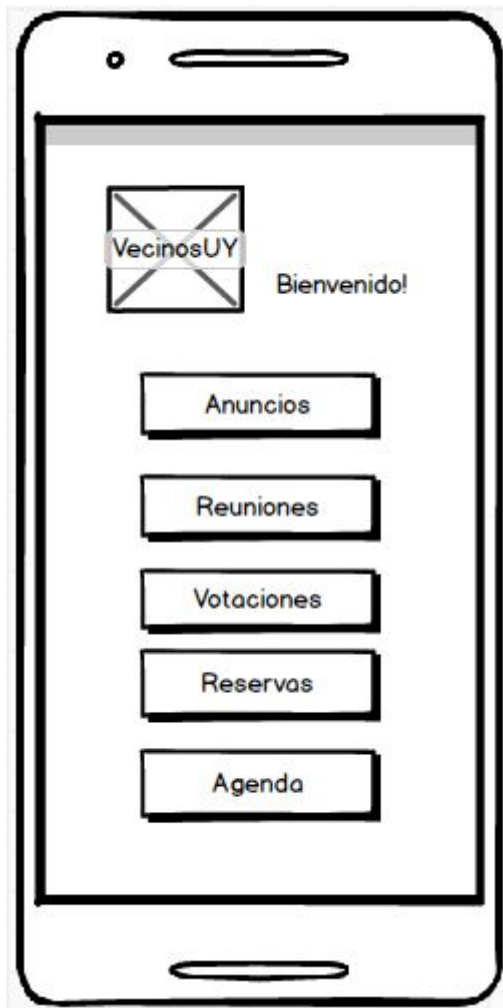 VecinosUY
Bienvenido!
Anuncios
Reuniones
Votaciones
Reservas
Agenda